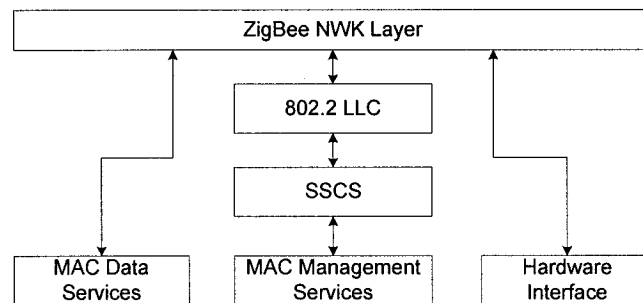 ZigBee NWK Layer
802.2 LLC
SSCS
MAC Data
Services
MAC Management
Services
Hardware
Interface